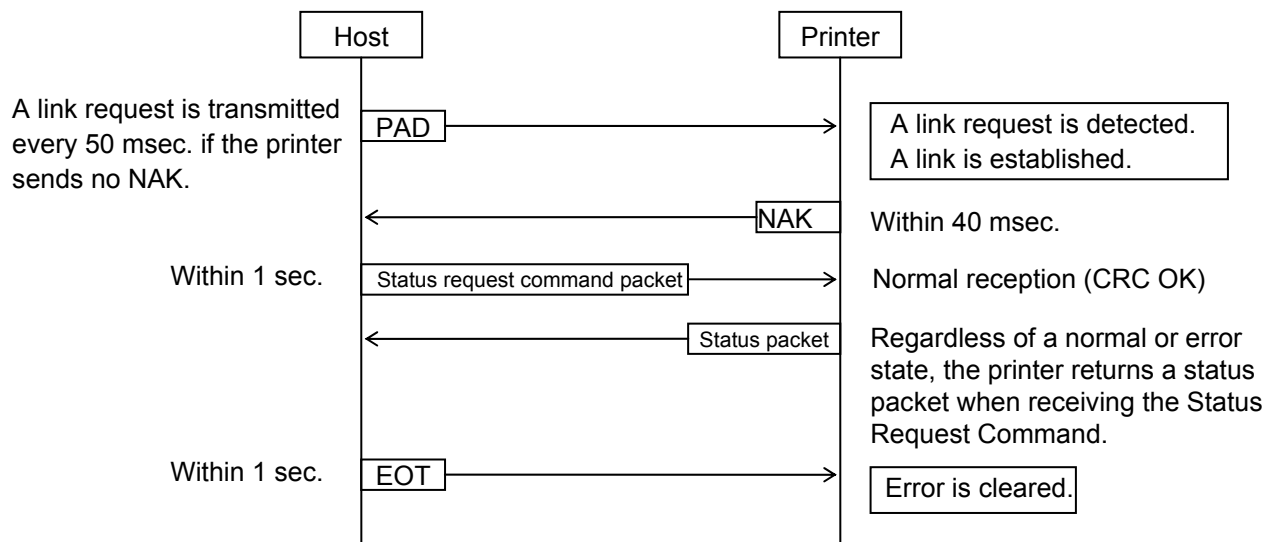 Host
Printer
A link request is transmitted
every 50 msec. if the printer
sends no NAK.
PAD
A link request is detected.
A link is established.
NAK
Within 40 msec.
Within 1 sec.
Status request command packet
Normal reception (CRC OK)
Status packet
Regardless of a normal or error
state, the printer returns a status
packet when receiving the Status
Request Command.
Within 1 sec.
EOT
Error is cleared.